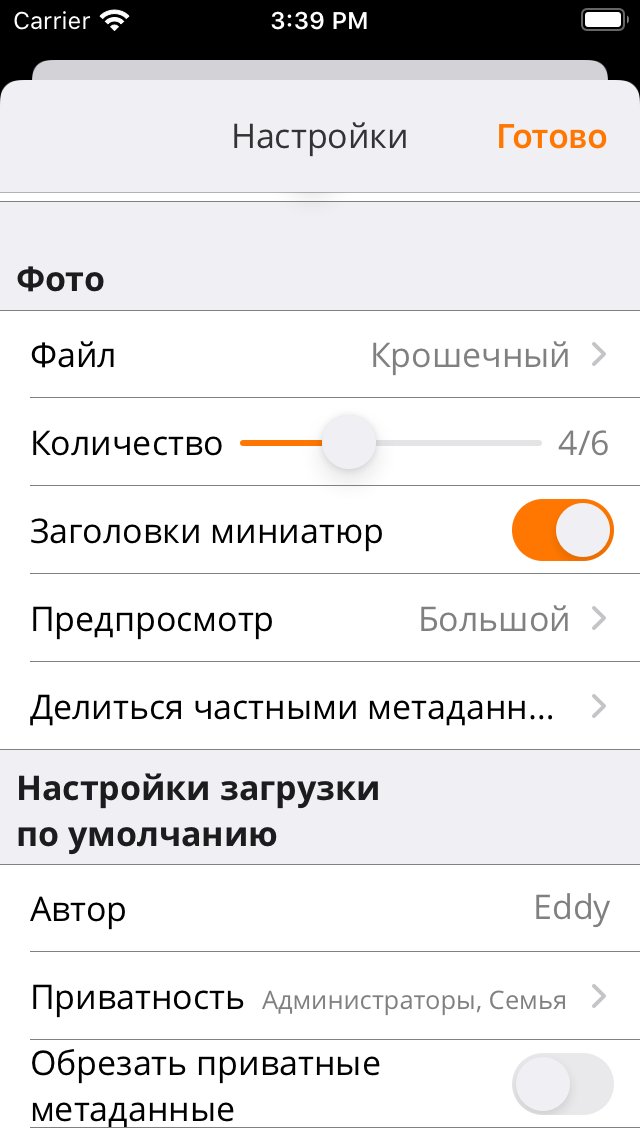 Carrier 3:39 PM
Настройки Готово
Фото
Файл Крошечный
Количество 4/6
Заголовки миниатюр
Предпросмотр Большой
Делиться частными метаданн...
Настройки загрузки
по умолчанию
Автор Eddy
Приватность Администраторы, Семья
Обрезать приватные
метаданные